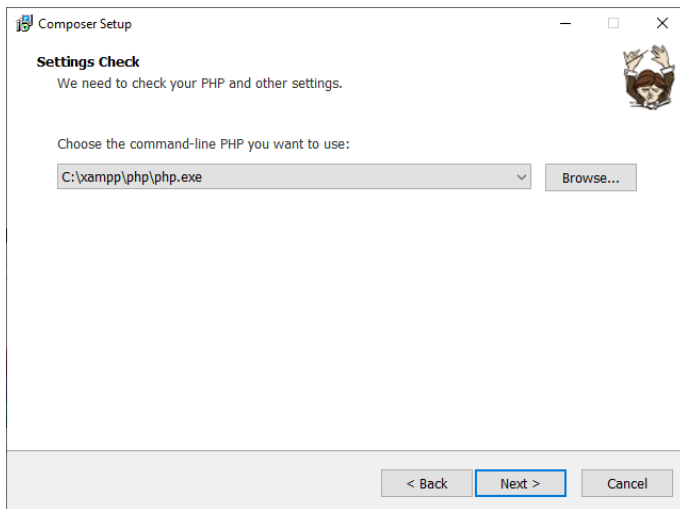 Composer Setup
Settings Check
We need to check your PHP and other settings.
Choose the command-line PHP you want to use:
C:\xampp\php\php.exe
Browse...
< Back
Next >
Cancel